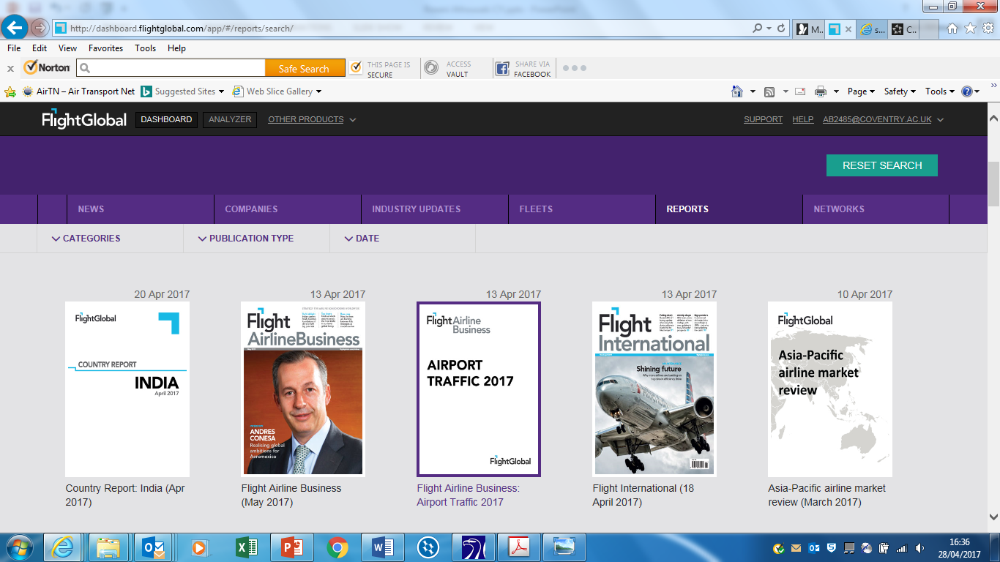 http://dashboard.flightglobal.com/app/#/reports/search/
M...
s...
C...
File Edit View Favorites Tools Help
Norton
Safe Search
THIS PAGE IS
SECURE
ACCESS
VAULT
SHARE VIA
FACEBOOK
AirTN – Air Transport Net
Suggested Sites
Web Slice Gallery
Page
Safety
Tools
FlightGlobal
DASHBOARD
ANALYZER
OTHER PRODUCTS
SUPPORT
HELP
AB2485@COVENTRY.AC.UK
RESET SEARCH
NEWS
COMPANIES
INDUSTRY UPDATES
FLEETS
REPORTS
NETWORKS
CATEGORIES
PUBLICATION TYPE
DATE
20 Apr 2017
FlightGlobal
COUNTRY REPORT
INDIA
April 2017
Country Report: India (Apr
2017)
13 Apr 2017
Flight
AirlineBusiness
ANDRES
CONESA
Realising global
ambitions for
Aeromexico
Flight Airline Business
(May 2017)
13 Apr 2017
FlightAirline
Business
AIRPORT
TRAFFIC 2017
FlightGlobal
Flight Airline Business:
Airport Traffic 2017
13 Apr 2017
Flight
International
Shining future
Flight International (18
April 2017)
10 Apr 2017
FlightGlobal
Asia-Pacific
airline market
review
Asia-Pacific airline market
review (March 2017)
16:36
28/04/2017